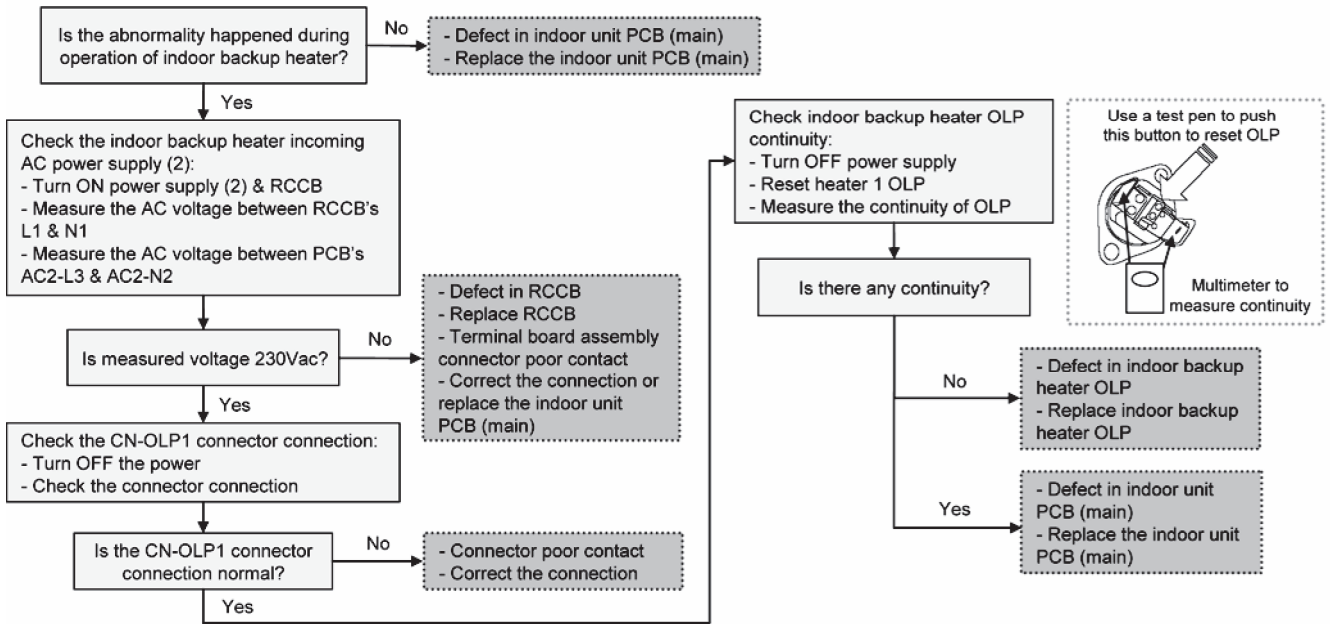 Is the abnormality happened during
operation of indoor backup heater?
No
- Defect in indoor unit PCB (main)
- Replace the indoor unit PCB (main)
Yes
Check the indoor backup heater incoming
AC power supply (2):
- Turn ON power supply (2) & RCCB
- Measure the AC voltage between RCCB's
L1 & N1
- Measure the AC voltage between PCB's
AC2-L3 & AC2-N2
Is measured voltage 230Vac?
No
- Defect in RCCB
- Replace RCCB
- Terminal board assembly
connector poor contact
- Correct the connection or
replace the indoor unit
PCB (main)
Yes
Check the CN-OLP1 connector connection:
- Turn OFF the power
- Check the connector connection
Is the CN-OLP1 connector
connection normal?
No
- Connector poor contact
- Correct the connection
Yes
Check indoor backup heater OLP
continuity:
- Turn OFF power supply
- Reset heater 1 OLP
- Measure the continuity of OLP
Use a test pen to push
this button to reset OLP
Multimeter to
measure continuity
Is there any continuity?
No
- Defect in indoor backup
heater OLP
- Replace indoor backup
heater OLP
Yes
- Defect in indoor unit
PCB (main)
- Replace the indoor unit
PCB (main)